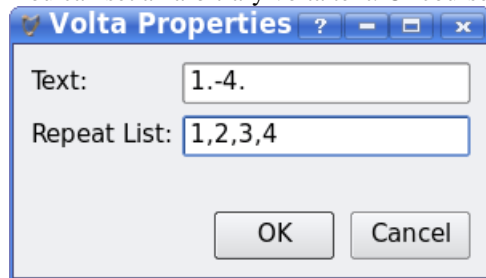 Volta Properties
Text: 1.-4.
Repeat List: 1,2,3,4
OK Cancel